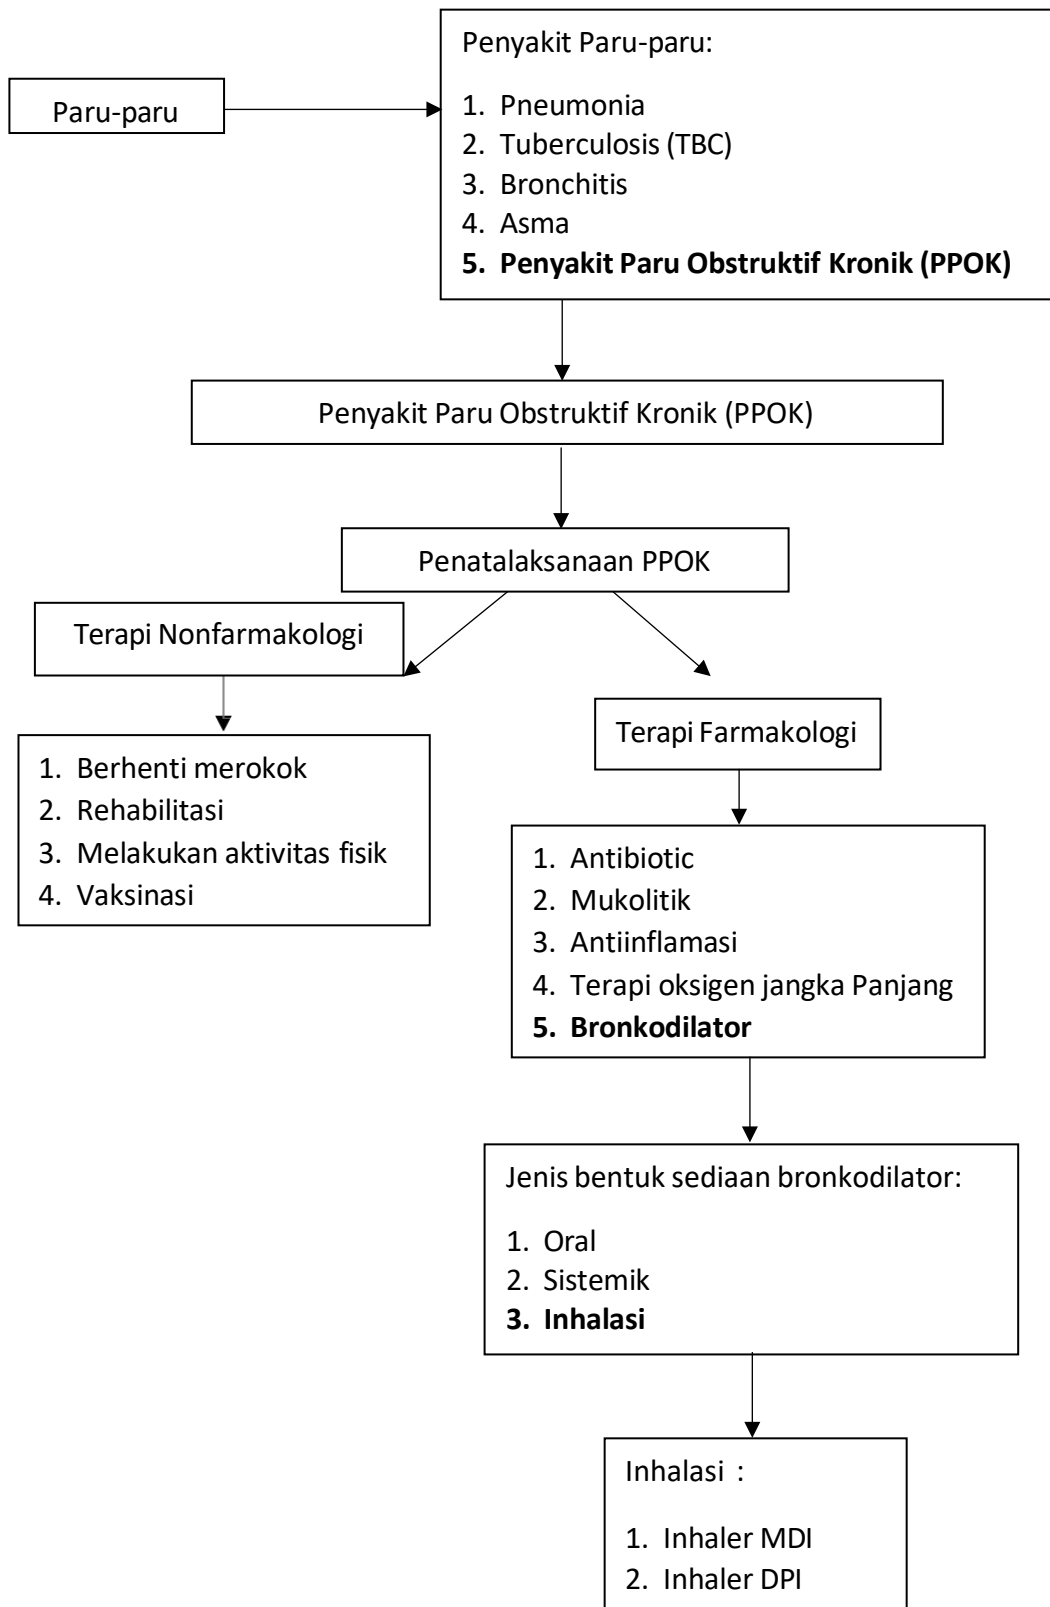 Paru-paru
Penyakit Paru-paru:
1. Pneumonia
2. Tuberculosis (TBC)
3. Bronchitis
4. Asma
5. Penyakit Paru Obstruktif Kronik (PPOK)
Penyakit Paru Obstruktif Kronik (PPOK)
Penatalaksanaan PPOK
Terapi Nonfarmakologi
1. Berhenti merokok
2. Rehabilitasi
3. Melakukan aktivitas fisik
4. Vaksinasi
Terapi Farmakologi
1. Antibiotic
2. Mukolitik
3. Antiinflamasi
4. Terapi oksigen jangka Panjang
5. Bronkodilator
Jenis bentuk sediaan bronkodilator:
1. Oral
2. Sistemik
3. Inhalasi
Inhalasi :
1. Inhaler MDI
2. Inhaler DPI